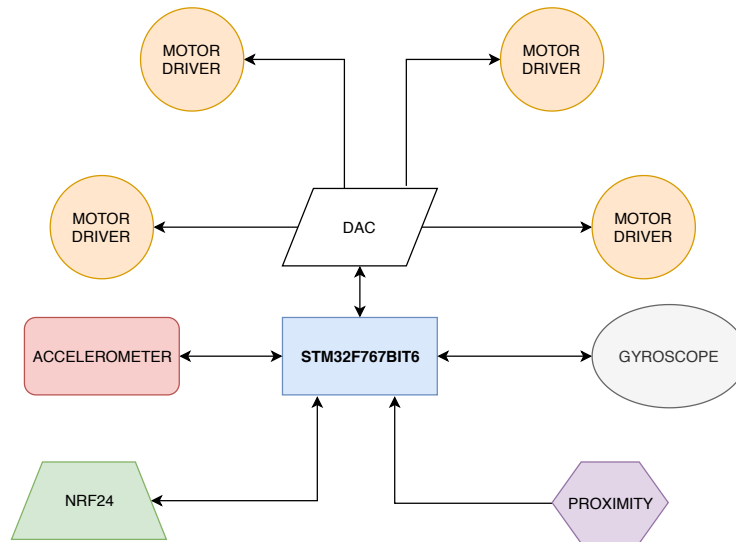 MOTOR
DRIVER
MOTOR
DRIVER
MOTOR
DRIVER
DAC
MOTOR
DRIVER
ACCELEROMETER
STM32F767BIT6
GYROSCOPE
NRF24
PROXIMITY